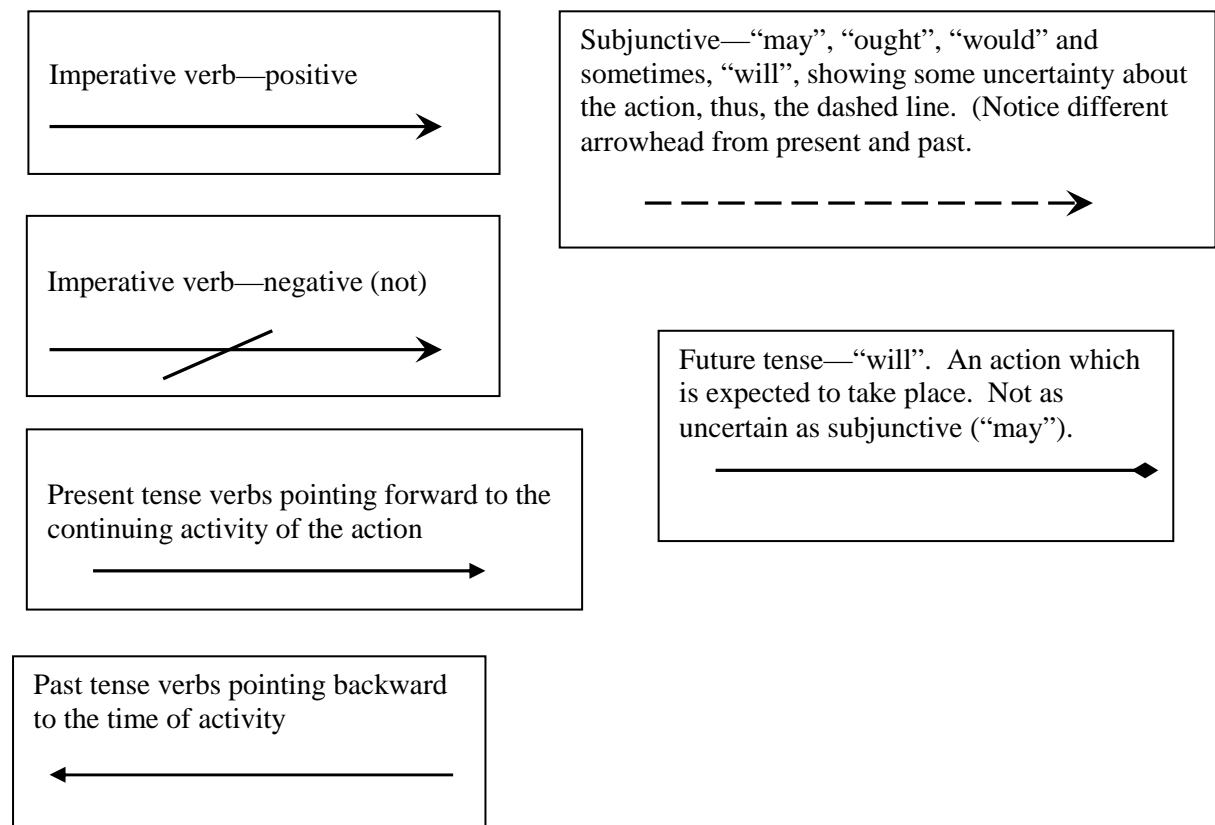 Imperative verb—positive
Imperative verb—negative (not)
Present tense verbs pointing forward to the
continuing activity of the action
Past tense verbs pointing backward
to the time of activity
Subjunctive—“may”, “ought”, “would” and
sometimes, “will”, showing some uncertainty about
the action, thus, the dashed line.  (Notice different
arrowhead from present and past.
Future tense—“will”.  An action which
is expected to take place.  Not as
uncertain as subjunctive (“may”).